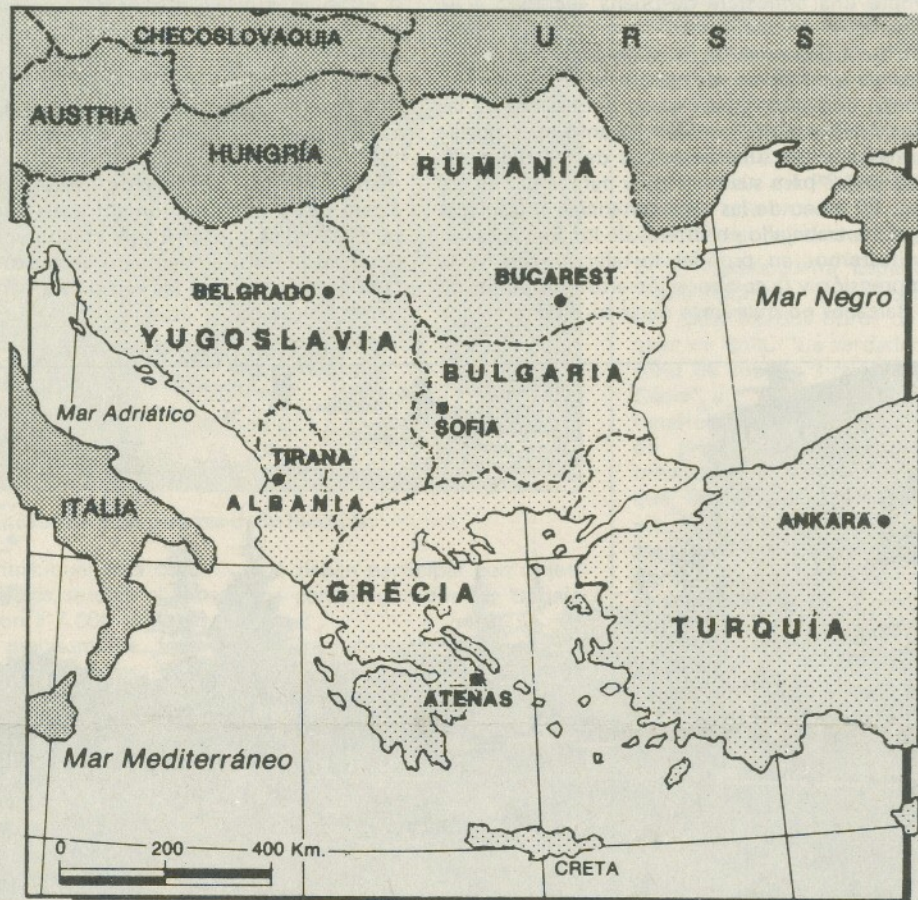 CHECOSLOVAQUIA
U R S S
AUSTRIA
HUNGRÍA
RUMANÍA
BELGRADO
BUCAREST
Mar Negro
YUGOSLAVIA
BULGARIA
Mar Adriático
SOFÍA
TIRANA
ALBANIA
ITALIA
ANKARA
GRECIA
TURQUÍA
ATENAS
Mar Mediterráneo
0 200 400 Km.
CRETA